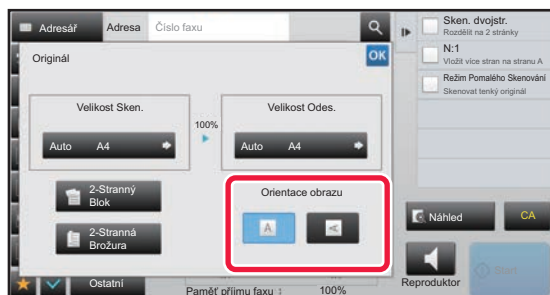 Adresář
Adresa
Číslo faxu
Sken. dvojstr.
Rozdělit na 2 stránky
Originál
OK
N:1
Vložit více stran na stranu A
Režim Pomalého Skenování
Skenovat tenký originál
Velikost Sken.
100%
Velikost Odes.
Auto A4
Auto A4
2-Stranný
Blok
Orientace obrazu
A
A
2-Stranná
Brožura
Náhled
CA
Ostatní
Paměť příjmu faxu :
100%
Reproduktor
Start